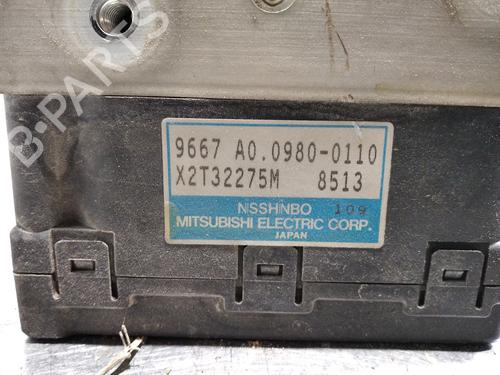 B-PARTS
9667 A0.0980-0110
X2T32275M 8513
NISSHINBO 109
MITSUBISHI ELECTRIC CORP.
JAPAN